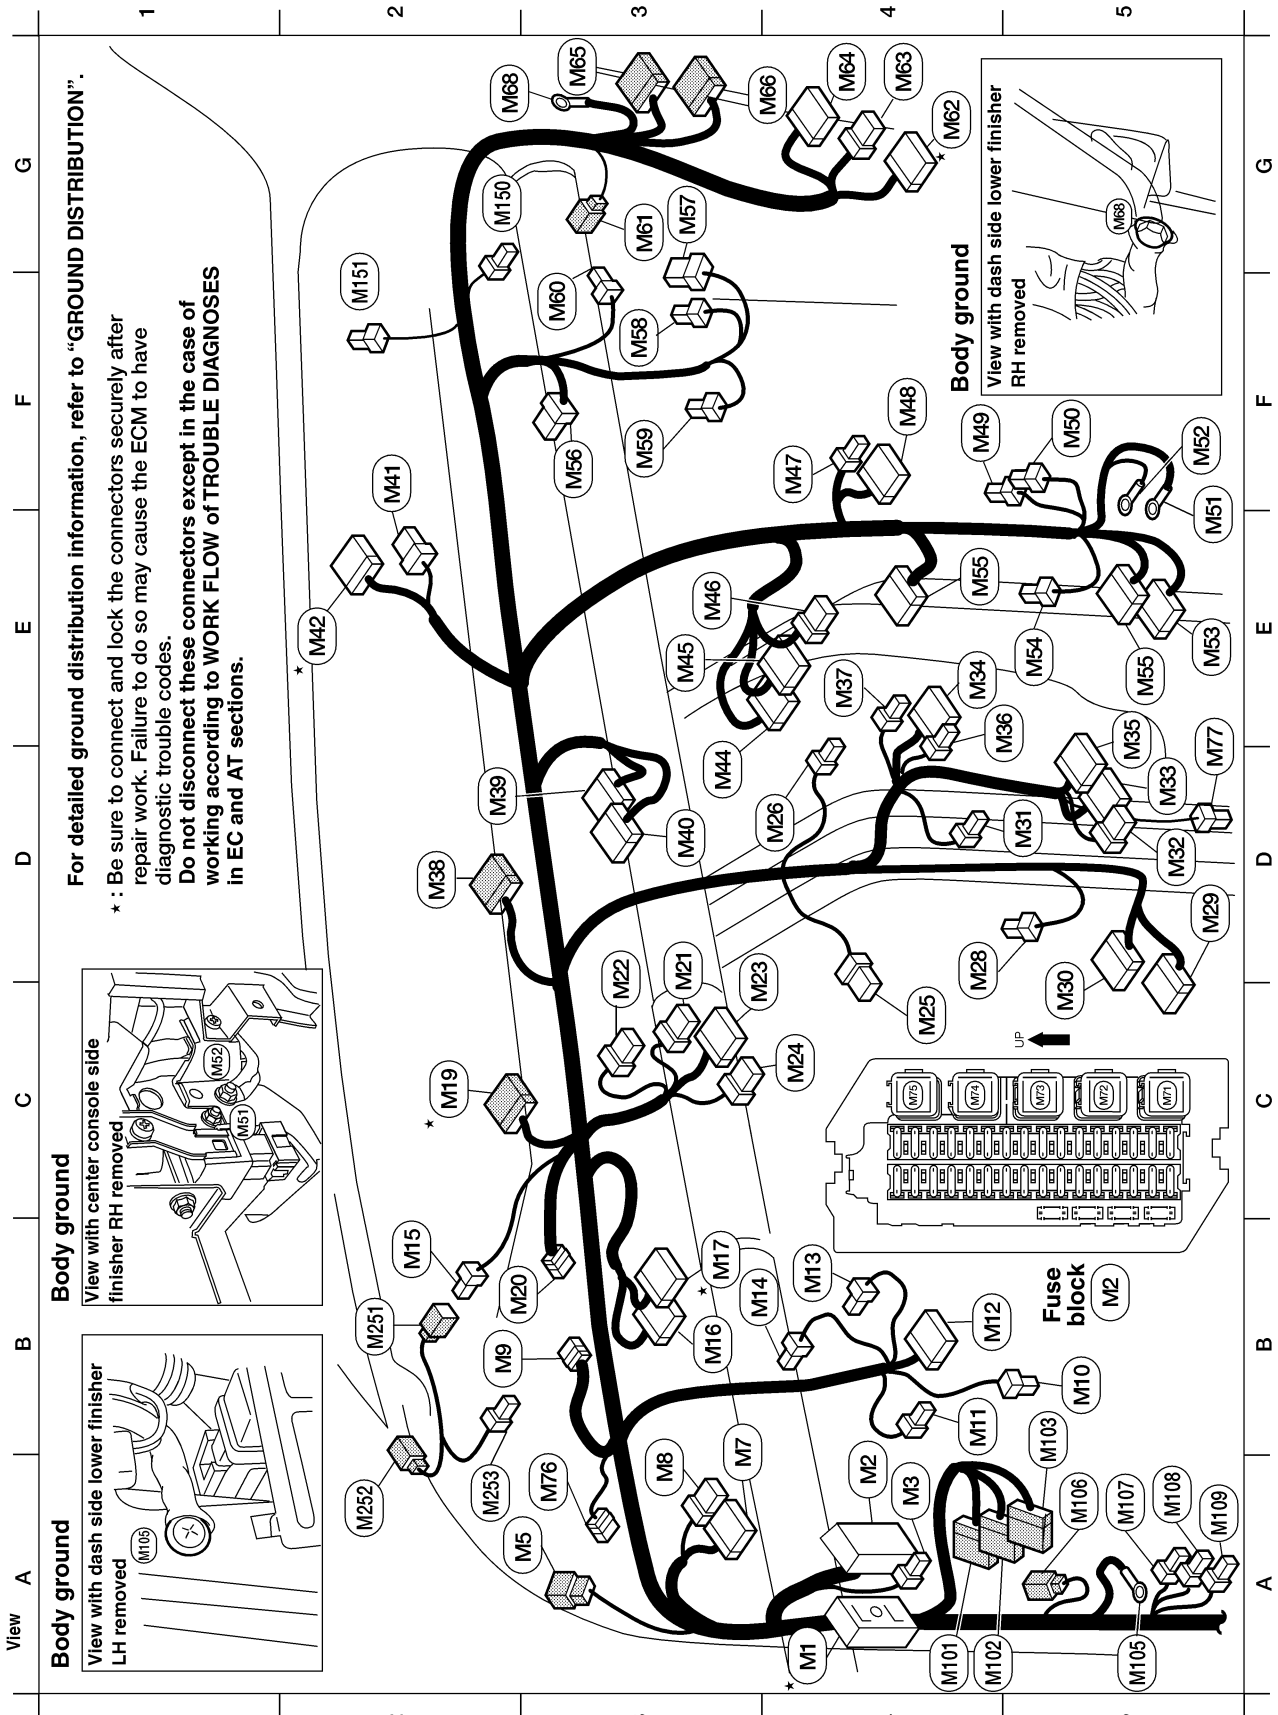 For detailed ground distribution information, refer to “GROUND DISTRIBUTION”.
★ : Be sure to connect and lock the connectors securely after
repair work. Failure to do so may cause the ECM to have
diagnostic trouble codes.
Do not disconnect these connectors except in the case of
working according to WORK FLOW of TROUBLE DIAGNOSES
in EC and AT sections.
View
A
B
C
D
E
F
G
1
2
3
4
5
Body ground
View with dash side lower finisher
LH removed
M105
Body ground
View with center console side
finisher RH removed
M51
M52
M252
M253
M251
M15
M19
★
M38
M41
M42
★
M151
M150
M68
M65
M66
M64
M63
M62
★
M61
M57
M60
M58
M59
M56
M5
M76
M9
M20
M8
M7
M16
M17
★
M14
M13
M12
M11
M10
M22
M21
M23
M24
M39
M40
M26
M25
M28
M30
M29
M31
M32
M33
M35
M77
M34
M36
M37
M44
M45
M46
M47
M48
M49
M50
M52
M51
M55
M54
M55
M53
M1
★
M2
M3
M101
M102
M103
M106
M105
M107
M108
M109
Fuse
block
M2
UP
M75
M74
M73
M72
M71
Body ground
View with dash side lower finisher
RH removed
M68
A
B
C
D
E
F
G